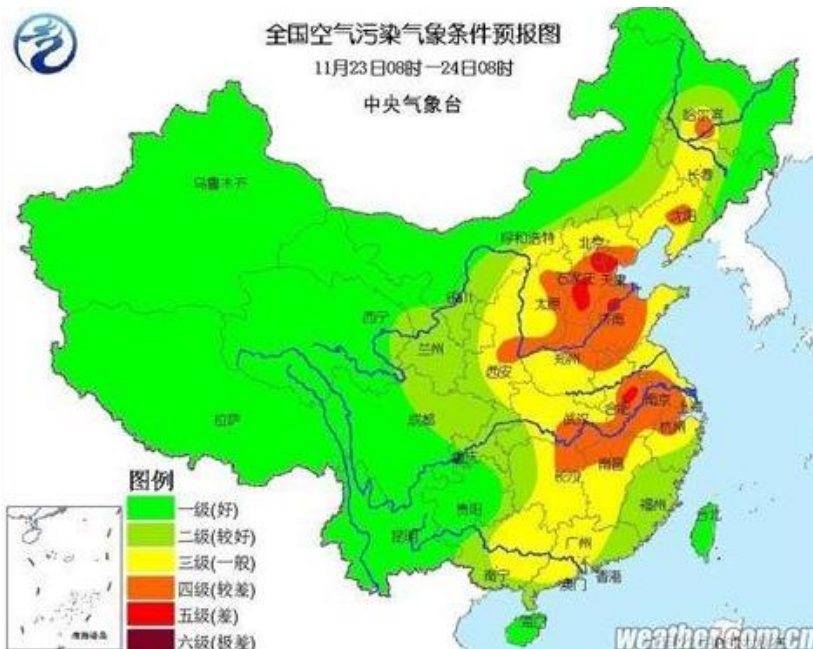 全国空气污染气象条件预报图
11月23日08时—24日08时
中央气象台
哈尔滨
乌鲁木齐
长春
沈阳
呼和浩特
北京
石家庄
天津
银川
太原
济南
西宁
兰州
西安
郑州
拉萨
成都
合肥
南京
上海
武汉
杭州
重庆
长沙
南昌
贵阳
福州
昆明
台北
广州
南宁
澳门
香港
海口
图例
一级(好)
二级(较好)
三级(一般)
四级(较差)
五级(差)
六级(极差)
南海诸岛
weather.com.cn